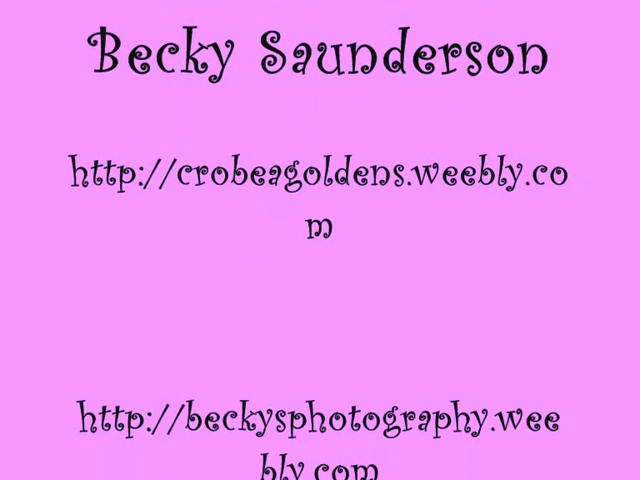 Becky Saunderson
http://crobeagoldens.weebly.co
m
http://beckysphotography.wee
bly.com